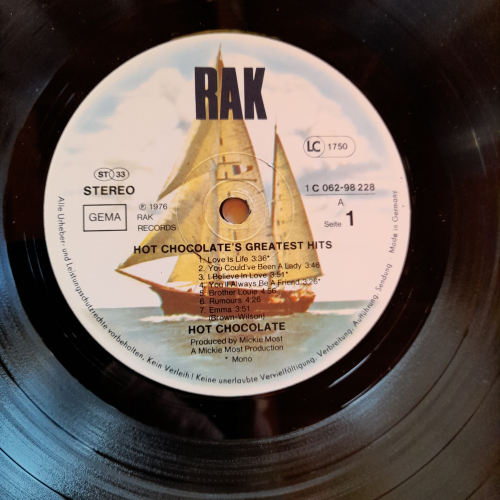 RAK
LC 1750
ST 33
STEREO
GEMA
℗ 1976
RAK
RECORDS
1 C 062-98 228
A
Seite 1
HOT CHOCOLATE'S GREATEST HITS
1. Love Is Life 3:36*
2. You Could've Been A Lady 3:46
3. I Believe In Love 3:51*
4. You'll Always Be A Friend 3:26*
5. Brother Louie 4:56
6. Rumours 4:26
7. Emma 3:51
(Brown-Wilson)
HOT CHOCOLATE
Produced by Mickie Most
A Mickie Most Production
* Mono
Alle Urheber- und Leistungsschutzrechte vorbehalten. Kein Verleih! Keine unerlaubte Vervielfältigung, Verbreitung, Aufführung, Sendung. Made in Germany